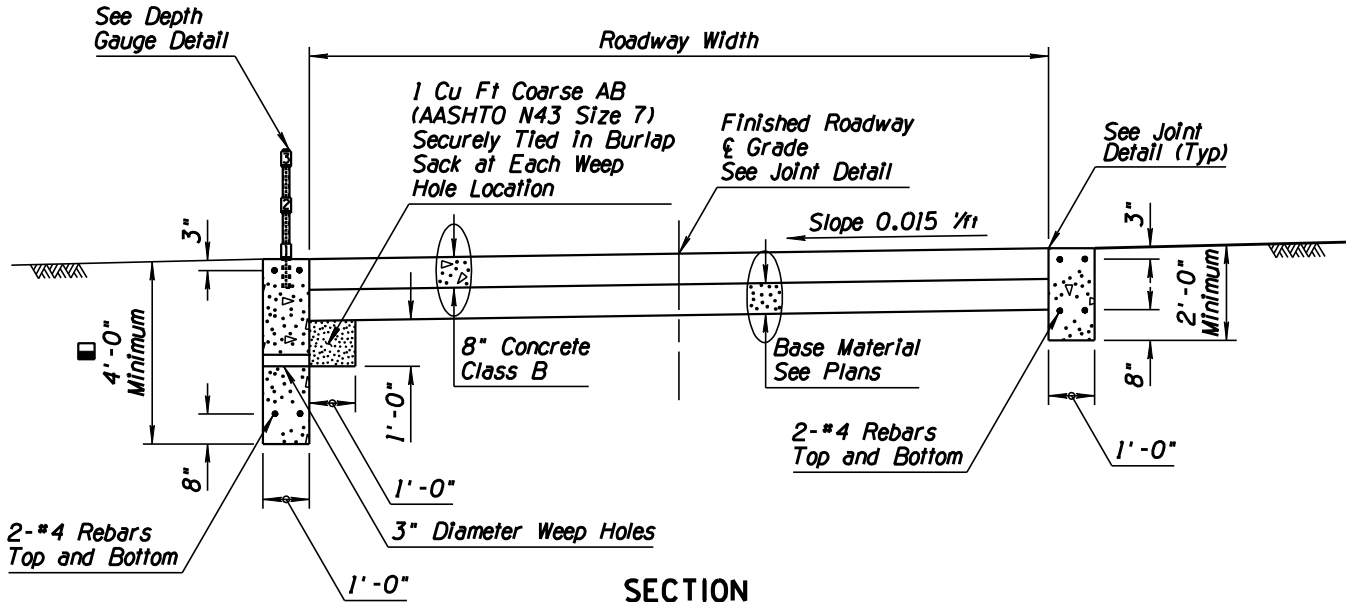 See Depth
Gauge Detail
Roadway Width
1 Cu Ft Coarse AB
(AASHTO N43 Size 7)
Securely Tied in Burlap
Sack at Each Weep
Hole Location
Finished Roadway
℄ Grade
See Joint Detail
See Joint
Detail (Typ)
Slope 0.015 '/ft
3"
3
2
3"
4'-0"
Minimum
2'-0"
Minimum
8" Concrete
Class B
Base Material
See Plans
1'-0"
8"
8"
2-#4 Rebars
Top and Bottom
1'-0"
1'-0"
3" Diameter Weep Holes
2-#4 Rebars
Top and Bottom
1'-0"
SECTION